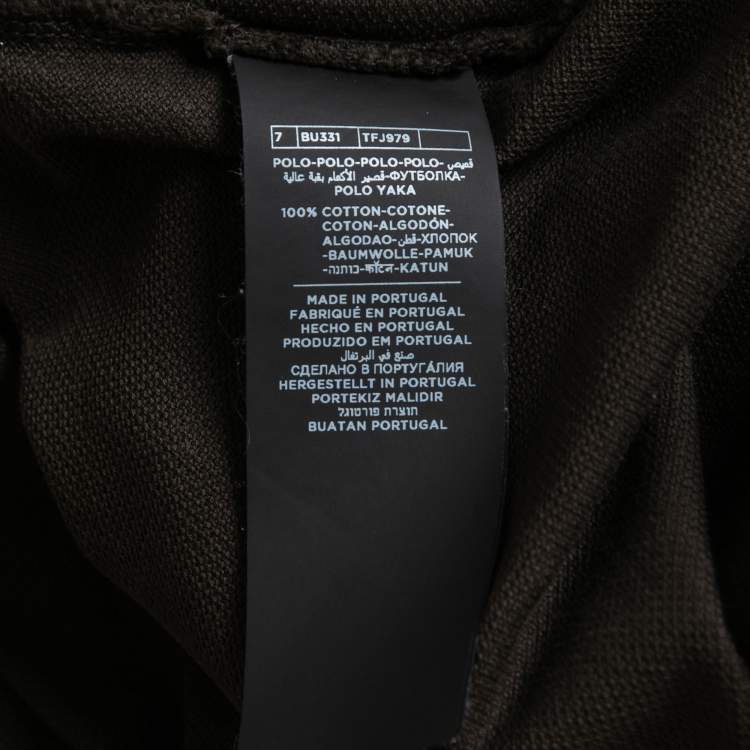 7 BU331 TFJ979
POLO-POLO-POLO-POLO-قميص
قصير الأكمام بقبة عالية-ФУТБОЛКА-
POLO YAKA
100% COTTON-COTONE-
COTON-ALGODÓN-
ALGODAO-قطن-ХЛОПОК
-BAUMWOLLE-PAMUK
-כותנה-कॉटन-KATUN
MADE IN PORTUGAL
FABRIQUÉ EN PORTUGAL
HECHO EN PORTUGAL
PRODUZIDO EM PORTUGAL
صنع في البرتغال
СДЕЛАНО В ПОРТУГАЛИЯ
HERGESTELLT IN PORTUGAL
PORTEKIZ MALIDIR
תוצרת פורטוגל
BUATAN PORTUGAL